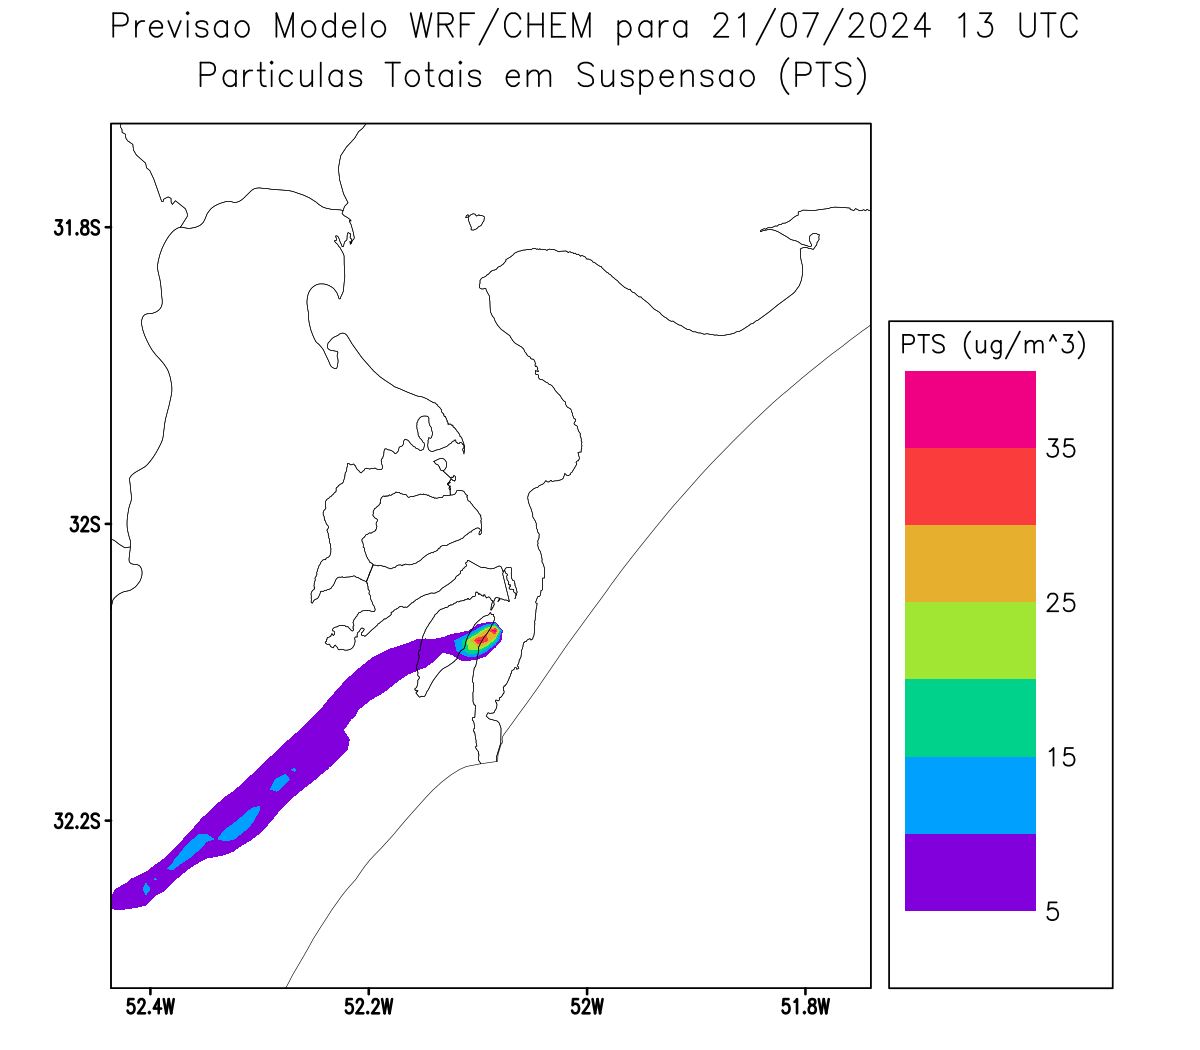 Previsao Modelo WRF/CHEM para 21/07/2024 13 UTC
Particulas Totais em Suspensao (PTS)
31.8S
32S
32.2S
52.4W
52.2W
52W
51.8W
PTS (ug/m^3)
35
25
15
5